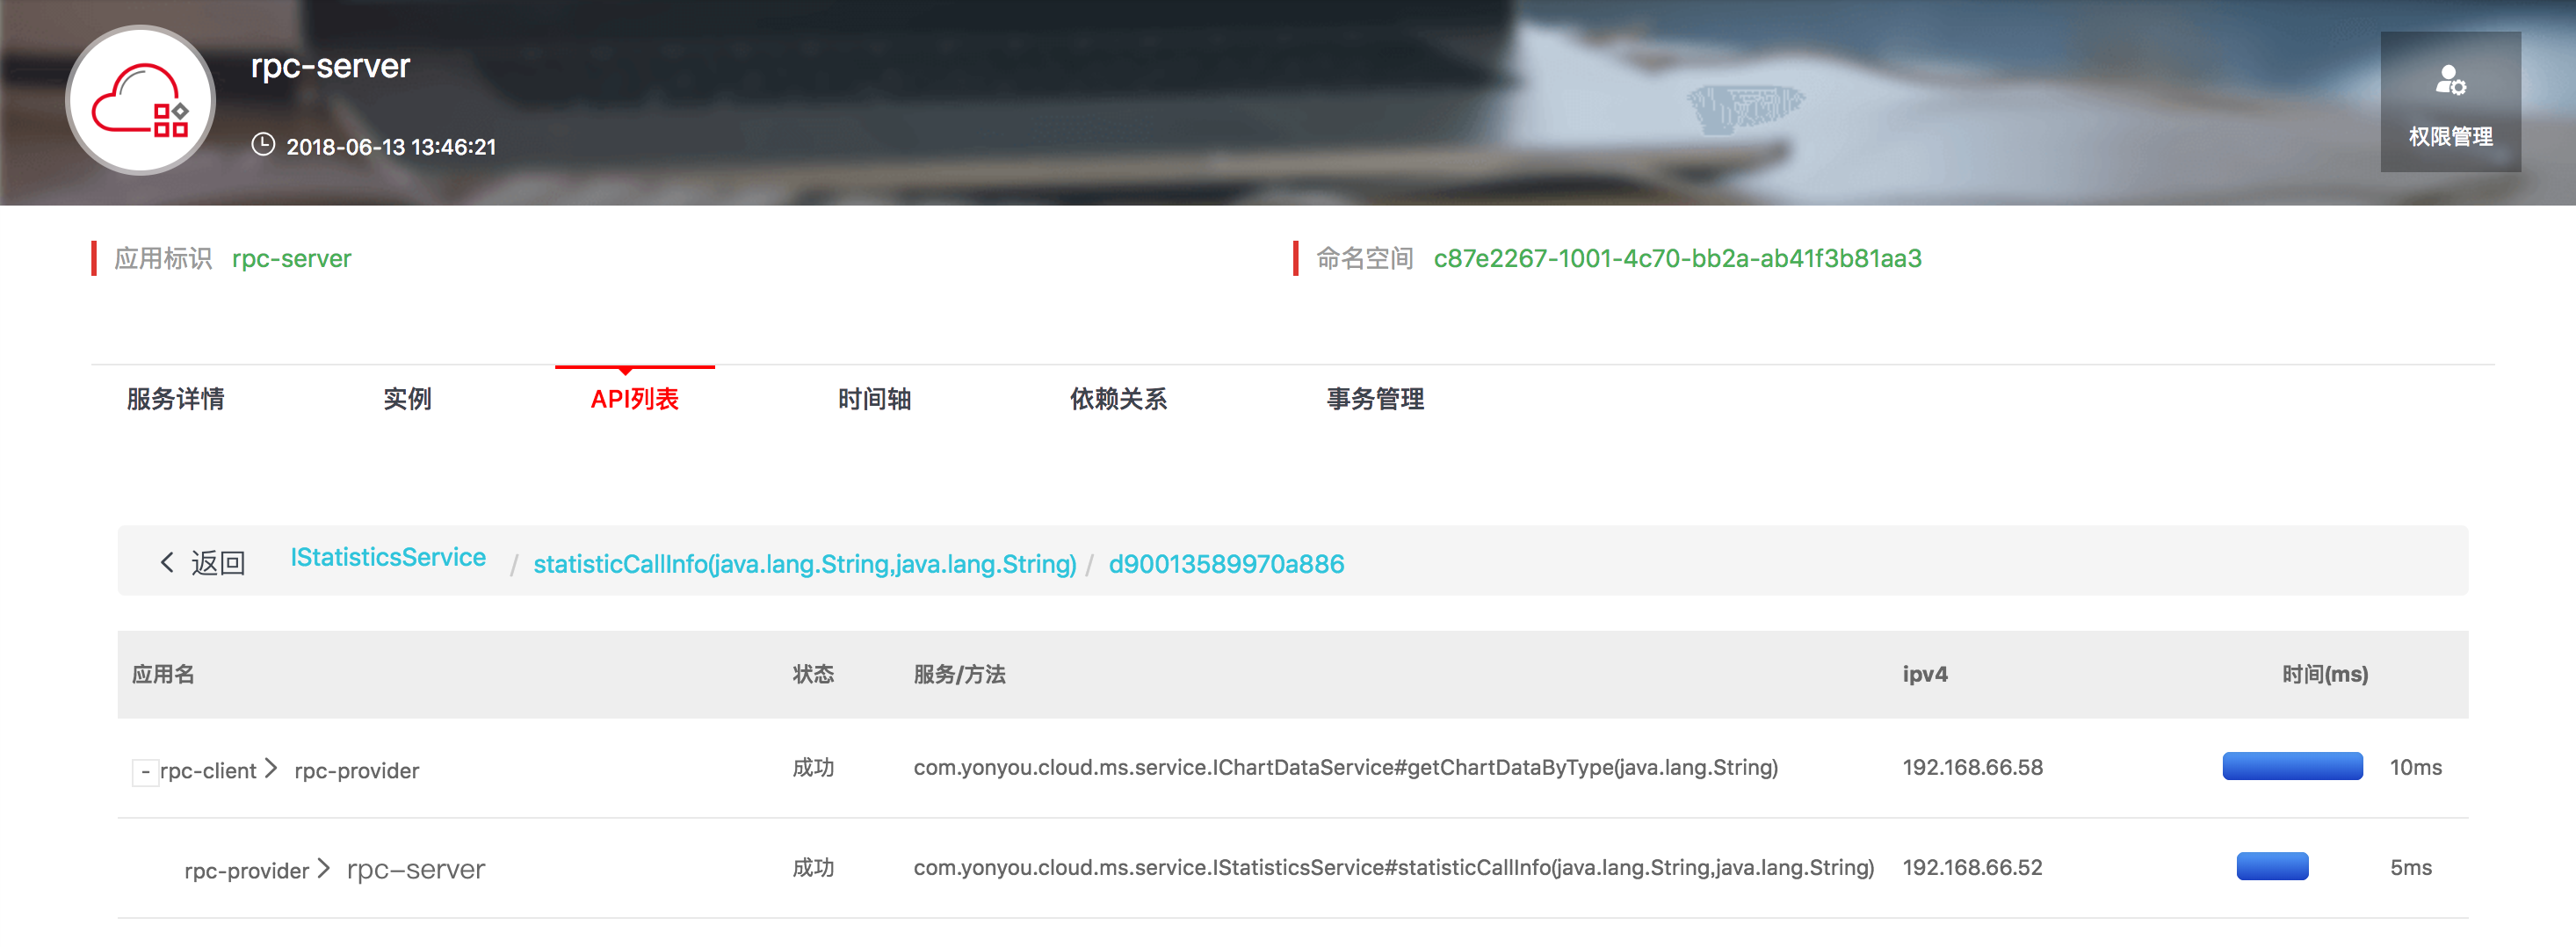 rpc-server
2018-06-13 13:46:21
权限管理
应用标识 rpc-server
命名空间 c87e2267-1001-4c70-bb2a-ab41f3b81aa3
服务详情 实例 API列表 时间轴 依赖关系 事务管理
返回 IStatisticsService / statisticCallInfo(java.lang.String,java.lang.String) / d90013589970a886
应用名 状态 服务/方法 ipv4 时间(ms)
- rpc-client > rpc-provider 成功 com.yonyou.cloud.ms.service.IChartDataService#getChartDataByType(java.lang.String) 192.168.66.58 10ms
rpc-provider > rpc-server 成功 com.yonyou.cloud.ms.service.IStatisticsService#statisticCallInfo(java.lang.String,java.lang.String) 192.168.66.52 5ms